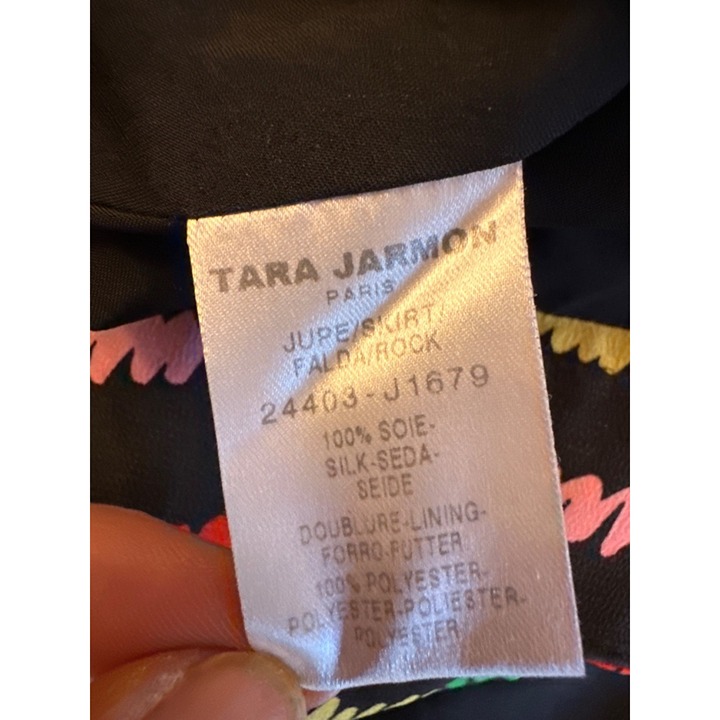 TARA JARMON
PARIS
JUPE/SKIRT/
FALDA/ROCK
24403-J1679
100% SOIE-
SILK-SEDA-
SEIDE
DOUBLURE-LINING-
FORRO-FUTTER
100% POLYESTER-
POLYESTER-POLIESTER-
POLYESTER